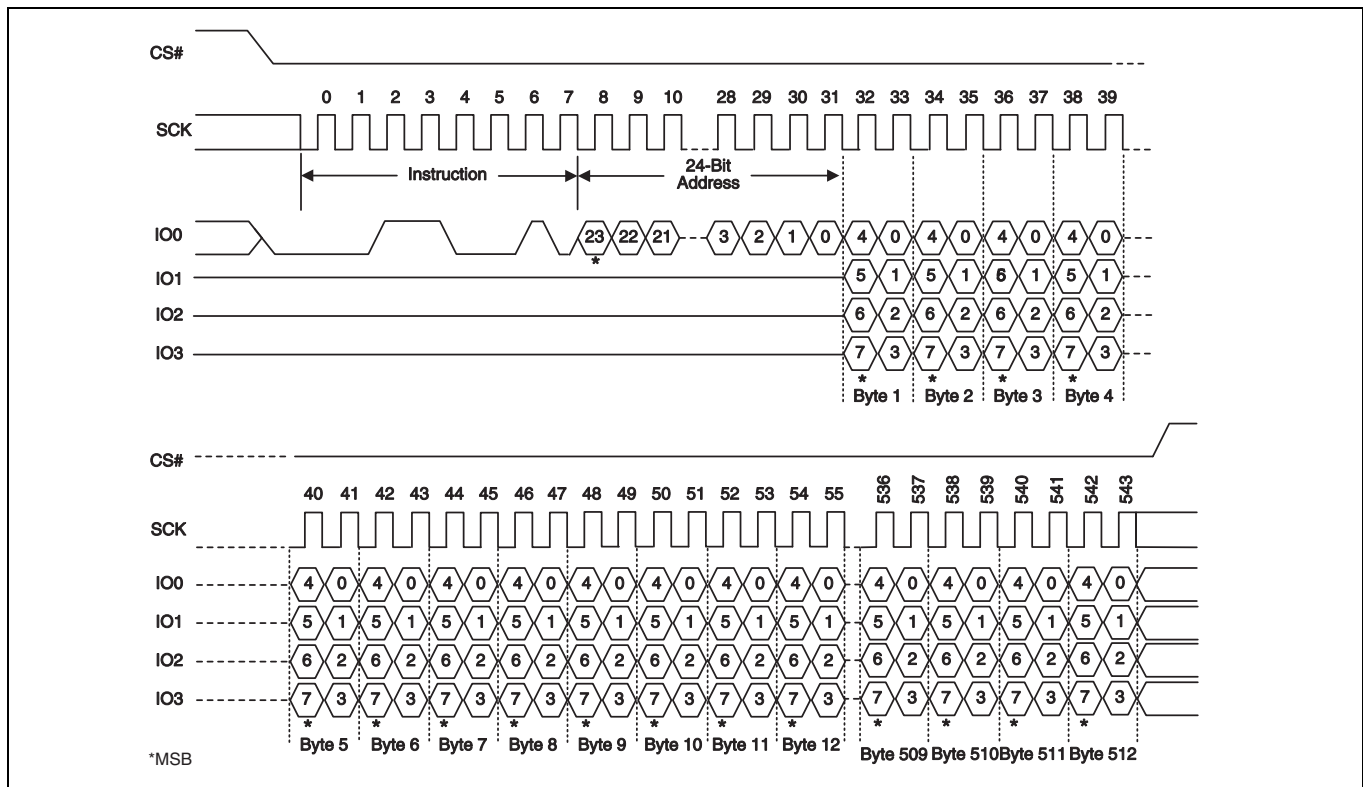 CS#
0 1 2 3 4 5 6 7 8 9 10 28 29 30 31 32 33 34 35 36 37 38 39
SCK
Instruction 24-Bit Address
IO0 23 22 21 3 2 1 0 4 0 4 0 4 0 4 0
*
IO1 5 1 5 1 6 1 5 1
IO2 6 2 6 2 6 2 6 2
IO3 7 3 7 3 7 3 7 3
* * * *
Byte 1 Byte 2 Byte 3 Byte 4
CS#
40 41 42 43 44 45 46 47 48 49 50 51 52 53 54 55 536 537 538 539 540 541 542 543
SCK
IO0 4 0 4 0 4 0 4 0 4 0 4 0 4 0 4 0 4 0 4 0 4 0 4 0
IO1 5 1 5 1 5 1 5 1 5 1 5 1 5 1 5 1 5 1 5 1 5 1 5 1
IO2 6 2 6 2 6 2 6 2 6 2 6 2 6 2 6 2 6 2 6 2 6 2 6 2
IO3 7 3 7 3 7 3 7 3 7 3 7 3 7 3 7 3 7 3 7 3 7 3 7 3
* * * * * * * * * * * *
Byte 5 Byte 6 Byte 7 Byte 8 Byte 9 Byte 10 Byte 11 Byte 12 Byte 509 Byte 510 Byte 511 Byte 512
*MSB